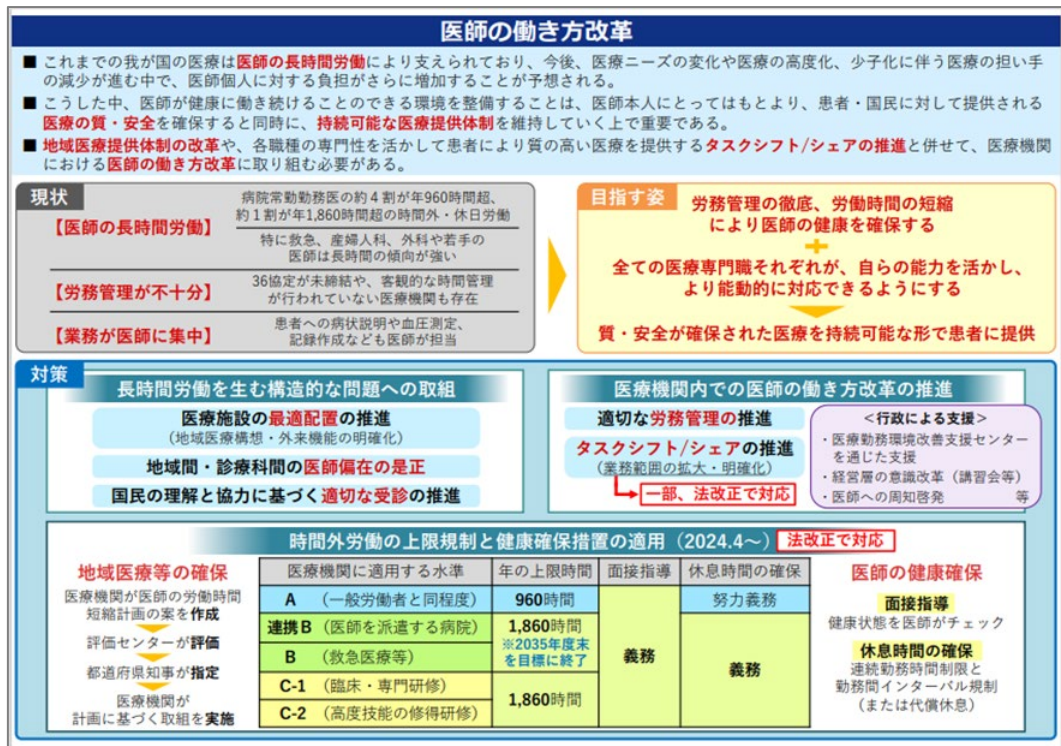 医師の働き方改革
■ これまでの我が国の医療は医師の長時間労働により支えられており、今後、医療ニーズの変化や医療の高度化、少子化に伴う医療の担い手
の減少が進む中で、医師個人に対する負担がさらに増加することが予想される。
■ こうした中、医師が健康に働き続けることのできる環境を整備することは、医師本人にとってはもとより、患者・国民に対して提供される
医療の質・安全を確保すると同時に、持続可能な医療提供体制を維持していく上で重要である。
■ 地域医療提供体制の改革や、各職種の専門性を活かして患者により質の高い医療を提供するタスクシフト/シェアの推進と併せて、医療機関
における医師の働き方改革に取り組む必要がある。
現状
【医師の長時間労働】
病院常勤勤務医の約4割が年960時間超、
約1割が年1,860時間超の時間外・休日労働
特に救急、産婦人科、外科や若手の
医師は長時間の傾向が強い
【労務管理が不十分】
36協定が未締結や、客観的な時間管理
が行われていない医療機関も存在
【業務が医師に集中】
患者への病状説明や血圧測定、
記録作成なども医師が担当
目指す姿
労務管理の徹底、労働時間の短縮
により医師の健康を確保する
+
全ての医療専門職それぞれが、自らの能力を活かし、
より能動的に対応できるようにする
質・安全が確保された医療を持続可能な形で患者に提供
対策
長時間労働を生む構造的な問題への取組
医療施設の最適配置の推進
(地域医療構想・外来機能の明確化)
地域間・診療科間の医師偏在の是正
国民の理解と協力に基づく適切な受診の推進
医療機関内での医師の働き方改革の推進
適切な労務管理の推進
タスクシフト/シェアの推進
(業務範囲の拡大・明確化)
一部、法改正で対応
<行政による支援>
・医療勤務環境改善支援センター
を通じた支援
・経営層の意識改革(講習会等)
・医師への周知啓発 等
時間外労働の上限規制と健康確保措置の適用(2024.4~) 法改正で対応
地域医療等の確保
医療機関が医師の労働時間
短縮計画の案を作成
評価センターが評価
都道府県知事が指定
医療機関が
計画に基づく取組を実施
医療機関に適用する水準 年の上限時間 面接指導 休息時間の確保
A (一般労働者と同程度) 960時間 努力義務
連携B (医師を派遣する病院) 1,860時間
※2035年度末
を目標に終了
B (救急医療等)
義務 義務
C-1 (臨床・専門研修) 1,860時間
C-2 (高度技能の修得研修)
医師の健康確保
面接指導
健康状態を医師がチェック
休息時間の確保
連続勤務時間制限と
勤務間インターバル規制
(または代償休息)